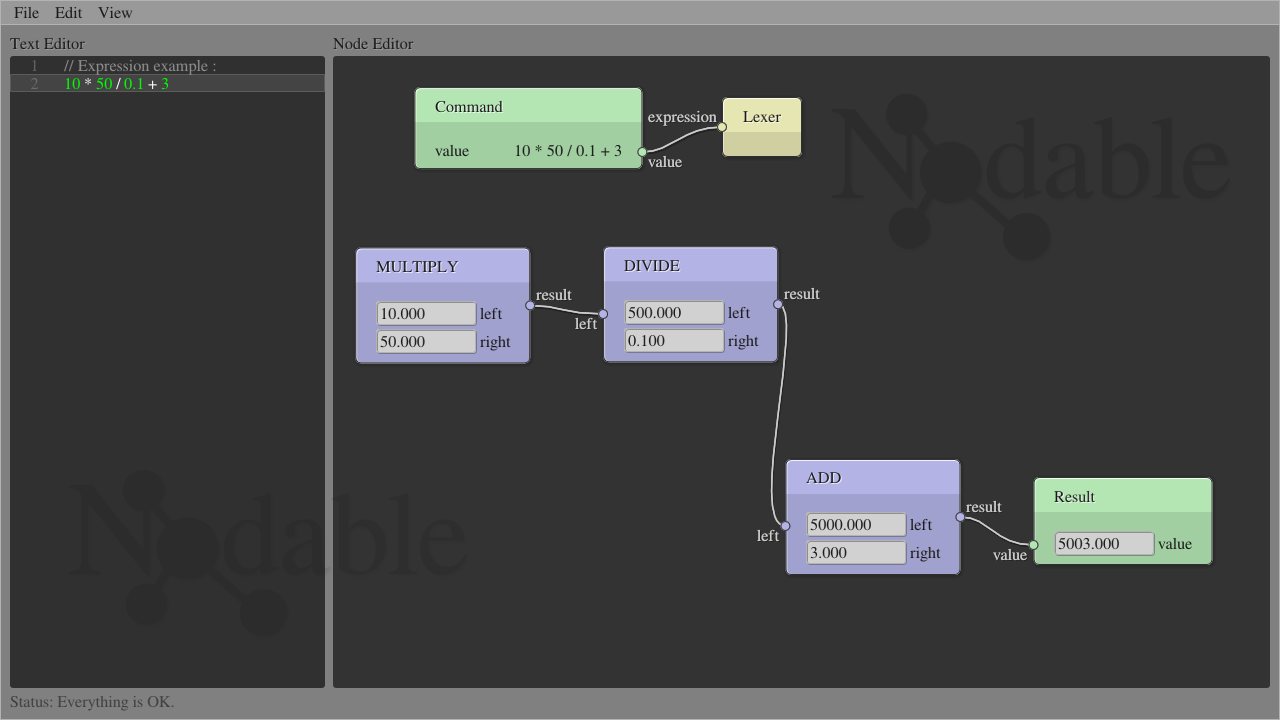 File Edit View
Text Editor
1 // Expression example :
2 10 * 50 / 0.1 + 3
Node Editor
Command
value 10 * 50 / 0.1 + 3
expression
value
Lexer
Nodable
MULTIPLY
10.000 left
50.000 right
result
left
DIVIDE
500.000 left
0.100 right
result
left
ADD
5000.000 left
3.000 right
result
value
Result
5003.000 value
Nodable
Status: Everything is OK.